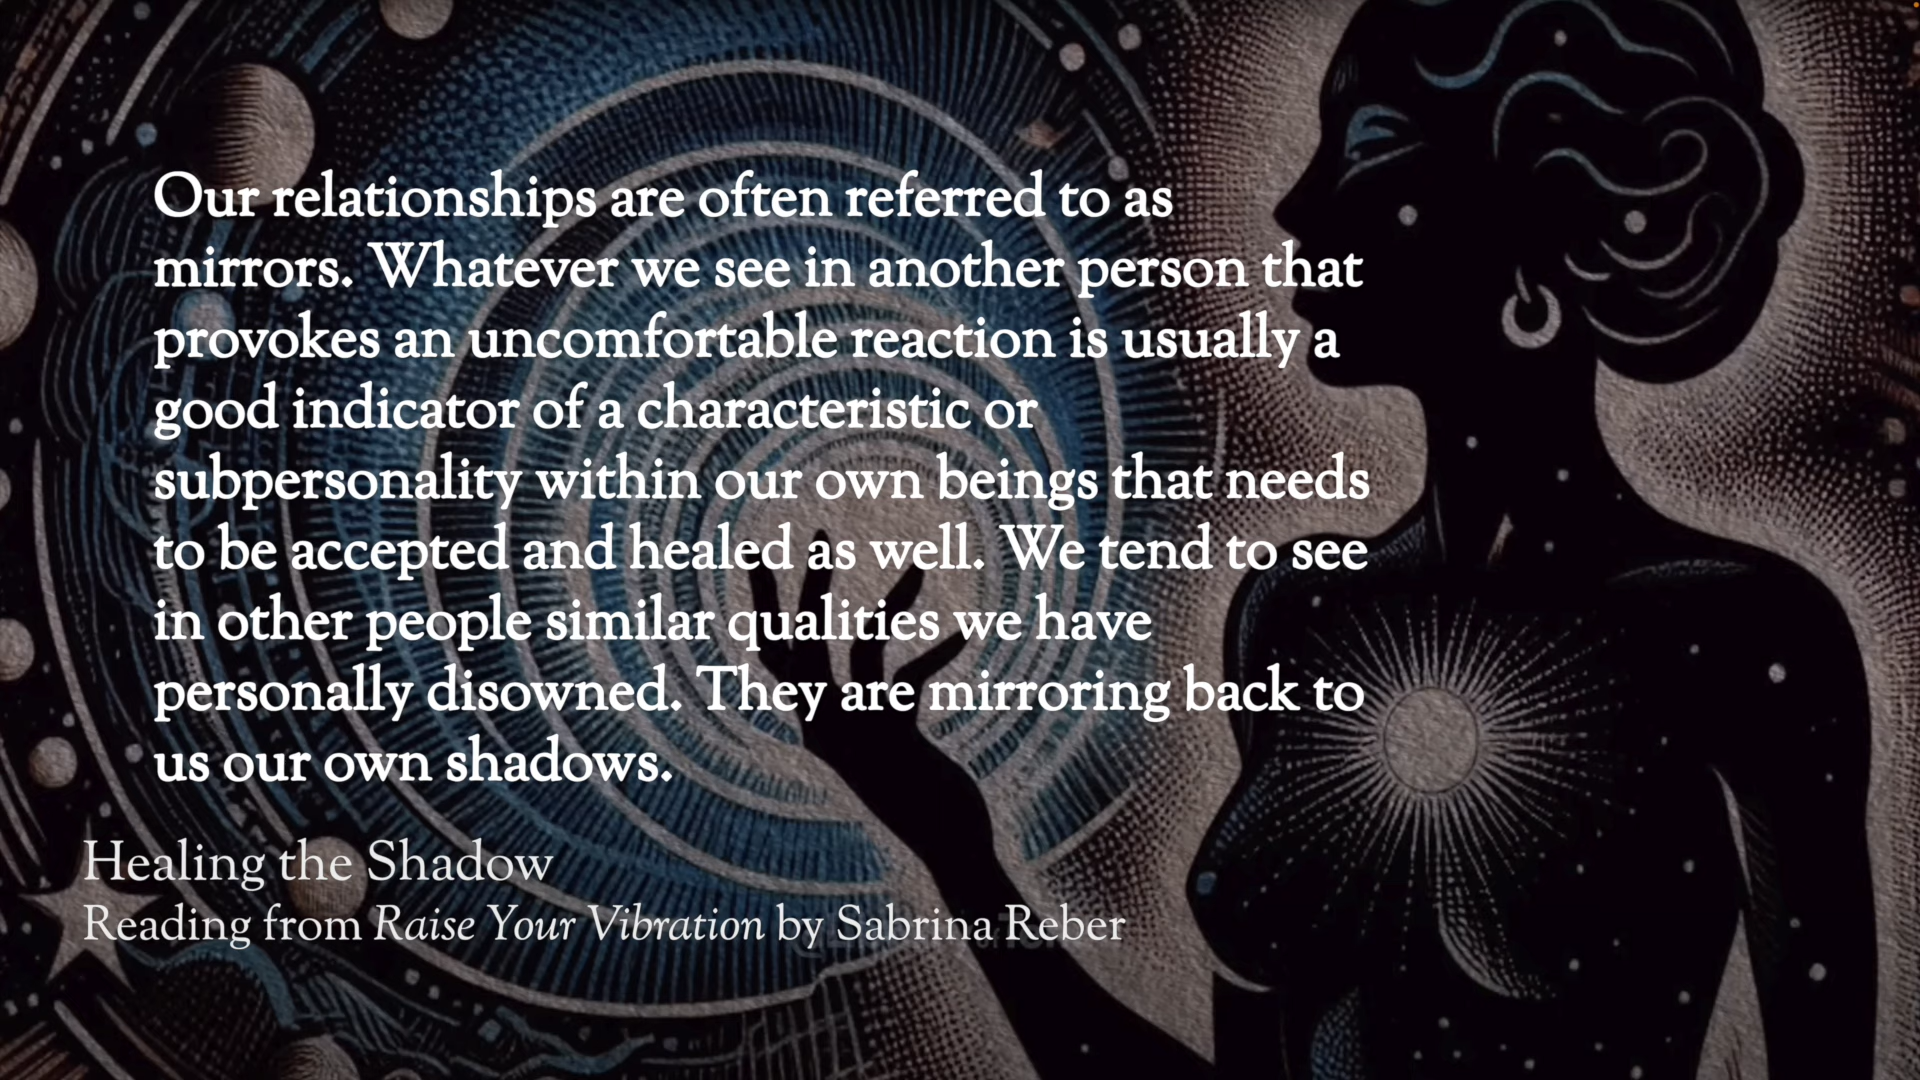 Our relationships are often referred to as
mirrors. Whatever we see in another person that
provokes an uncomfortable reaction is usually a
good indicator of a characteristic or
subpersonality within our own beings that needs
to be accepted and healed as well. We tend to see
in other people similar qualities we have
personally disowned. They are mirroring back to
us our own shadows.
Healing the Shadow
Reading from Raise Your Vibration by Sabrina Reber